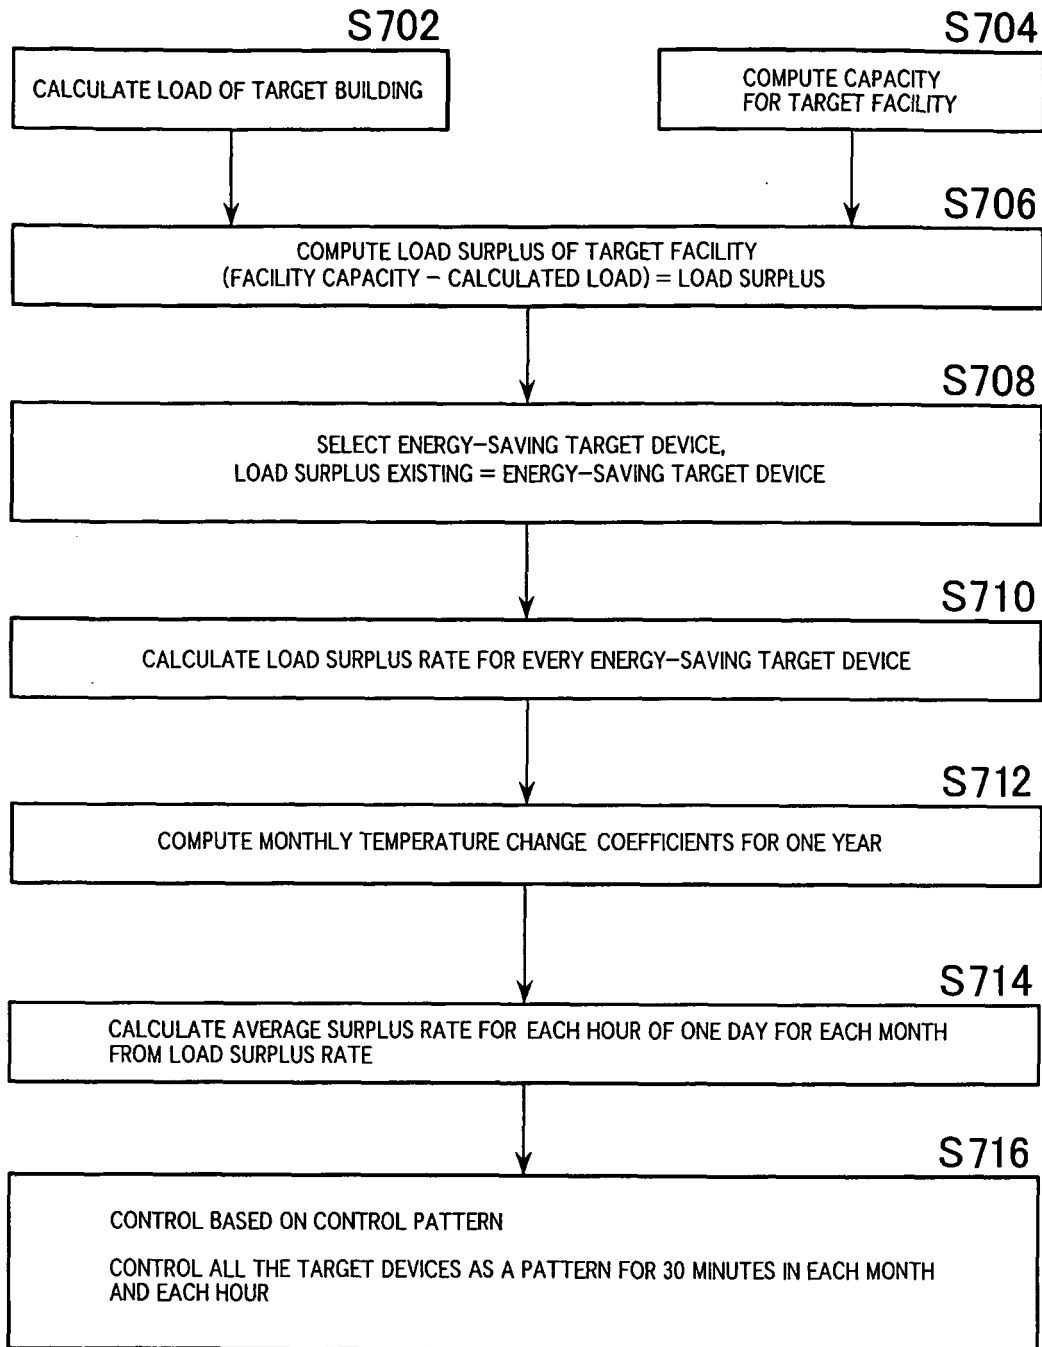 S702
CALCULATE LOAD OF TARGET BUILDING
S704
COMPUTE CAPACITY
FOR TARGET FACILITY
S706
COMPUTE LOAD SURPLUS OF TARGET FACILITY
(FACILITY CAPACITY − CALCULATED LOAD) = LOAD SURPLUS
S708
SELECT ENERGY−SAVING TARGET DEVICE,
LOAD SURPLUS EXISTING = ENERGY−SAVING TARGET DEVICE
S710
CALCULATE LOAD SURPLUS RATE FOR EVERY ENERGY−SAVING TARGET DEVICE
S712
COMPUTE MONTHLY TEMPERATURE CHANGE COEFFICIENTS FOR ONE YEAR
S714
CALCULATE AVERAGE SURPLUS RATE FOR EACH HOUR OF ONE DAY FOR EACH MONTH
FROM LOAD SURPLUS RATE
S716
CONTROL BASED ON CONTROL PATTERN
CONTROL ALL THE TARGET DEVICES AS A PATTERN FOR 30 MINUTES IN EACH MONTH
AND EACH HOUR